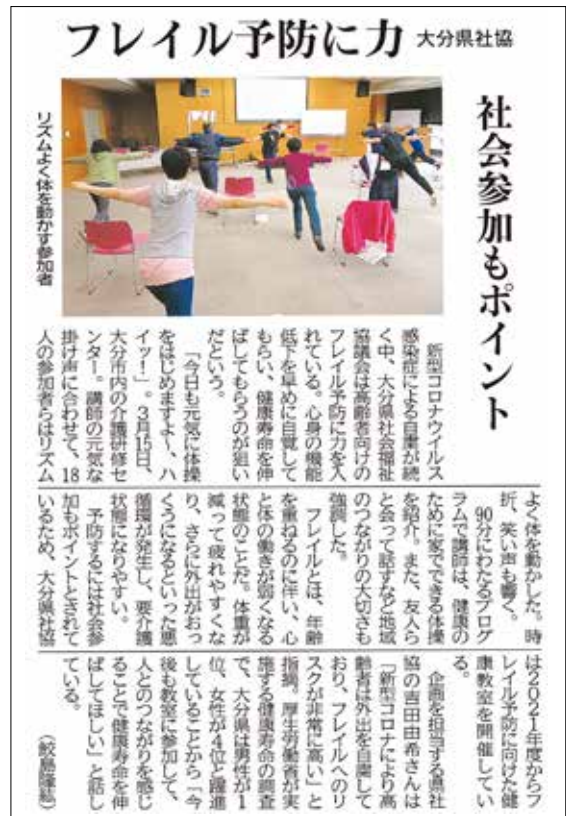 フレイル予防に力
大分県社協
社会参加もポイント
リズムよく体を動かす参加者
新型コロナウイルス
感染症による自粛が続
く中、大分県社会福祉
協議会は高齢者向けの
フレイル予防に力を入
れている。心身の機能
低下を早めに自覚して
もらい、健康寿命を伸
ばしてもらうのが狙い
だという。
「今日も元気に体操
をはじめますよ〜、ハ
イッ!」。3月15日、
大分市内の介護研修セ
ンター。講師の元気な
掛け声に合わせて、18
人の参加者らはリズム
よく体を動かした。時
折、笑い声も響く。
90分にわたるプログ
ラムで講師は、健康の
ために家でできる体操
を紹介。また、友人ら
と会って話すなど地域
のつながりの大切さも
強調した。
フレイルとは、年齢
を重ねるのに伴い、心
と体の働きが弱くなる
状態のことだ。体重が
減って疲れやすくな
り、さらに外出がおっ
くうになるといった悪
循環が発生し、要介護
状態になりやすい。
予防するには社会参
加もポイントとされて
いるため、大分県社協
は2021年度からフ
レイル予防に向けた健
康教室を開催してい
る。
企画を担当する県社
協の吉田由希さんは
「新型コロナにより高
齢者は外出を自粛して
おり、フレイルへのリ
スクが非常に高い」と
指摘。厚生労働省が実
施する健康寿命の調査
で、大分県は男性が1
位、女性が4位と躍進
していることから「今
後も教室に参加して、
人とのつながりを感じ
ることで健康寿命を伸
ばしてほしい」と話し
ている。
(鮫島隆紘)